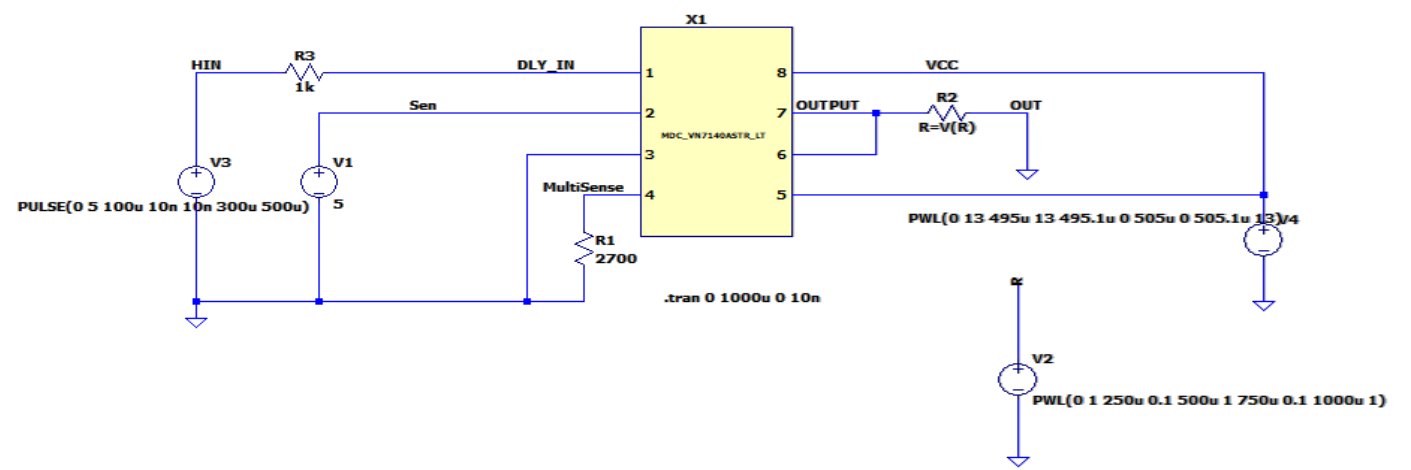 X1
HIN
R3
1k
DLY_IN
1
8
VCC
Sen
2
7
OUTPUT
R2
R=V(R)
OUT
MDC_VN7140ASTR_LT
3
6
V3
PULSE(0 5 100u 10n 10n 300u 500u)
V1
5
MultiSense
4
5
R1
2700
PWL(0 13 495u 13 495.1u 0 505u 0 505.1u 13)
V4
.tran 0 1000u 0 10n
R
V2
PWL(0 1 250u 0.1 500u 1 750u 0.1 1000u 1)